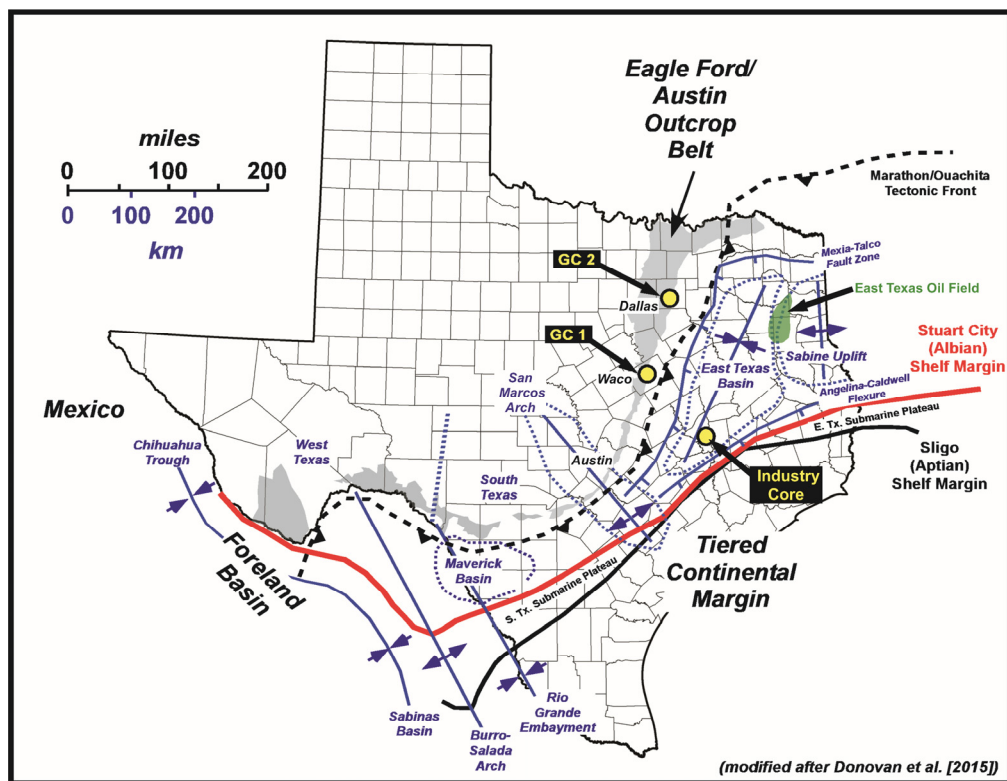 Eagle Ford/
Austin
Outcrop
Belt
miles
0 100 200
0 100 200
km
Marathon/Ouachita
Tectonic Front
Mexia-Talco
Fault Zone
GC 2
Dallas
East Texas Oil Field
GC 1
Waco
Stuart City
(Albian)
Shelf Margin
Sabine Uplift
East Texas
Basin
San
Marcos
Arch
Angelina-Caldwell
Flexure
E. Tx. Submarine Plateau
Mexico
Chihuahua
Trough
West
Texas
Austin
South
Texas
Sligo
(Aptian)
Shelf Margin
Industry
Core
Foreland
Basin
Maverick
Basin
Tiered
Continental
Margin
S. Tx. Submarine Plateau
Sabinas
Basin
Burro-
Salada
Arch
Rio
Grande
Embayment
(modified after Donovan et al. [2015])